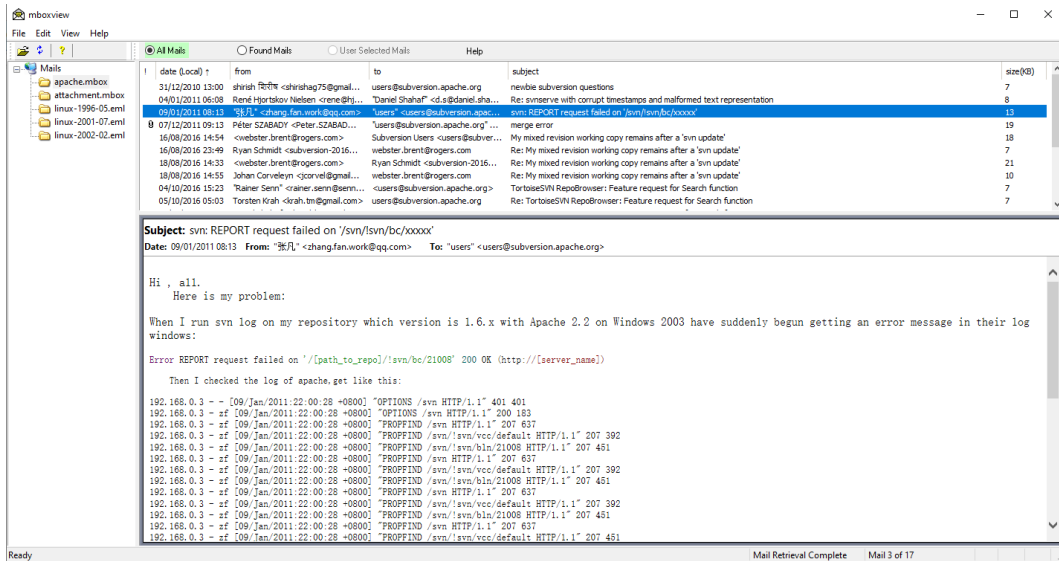 mboxview
File Edit View Help
All Mails Found Mails User Selected Mails Help
Mails
apache.mbox
attachment.mbox
linux-1996-05.eml
linux-2001-07.eml
linux-2002-02.eml
! date (Local) ↑ from to subject size(KB)
31/12/2010 13:00 shirish शिरीष <shirishag75@gmail... users@subversion.apache.org newbie subversion questions 7
04/01/2011 06:08 René Hjortskov Nielsen <rene@hj... "Daniel Shahaf" <d.s@daniel.sha... Re: svnserve with corrupt timestamps and malformed text representation 8
09/01/2011 08:13 "张凡" <zhang.fan.work@qq.com> "users" <users@subversion.apac... svn: REPORT request failed on '/svn/!svn/bc/xxxxx' 13
07/12/2011 09:13 Péter SZABADY <Peter.SZABAD... "users@subversion.apache.org" ... merge error 19
16/08/2016 14:54 <webster.brent@rogers.com> Subversion Users <users@subver... My mixed revision working copy remains after a 'svn update' 18
16/08/2016 23:49 Ryan Schmidt <subversion-2016... webster.brent@rogers.com Re: My mixed revision working copy remains after a 'svn update' 7
18/08/2016 14:33 <webster.brent@rogers.com> Ryan Schmidt <subversion-2016... Re: My mixed revision working copy remains after a 'svn update' 21
18/08/2016 14:55 Johan Corveleyn <jcorvel@gmail... webster.brent@rogers.com Re: My mixed revision working copy remains after a 'svn update' 10
04/10/2016 15:23 "Rainer Senn" <rainer.senn@senn... <users@subversion.apache.org> TortoiseSVN RepoBrowser: Feature request for Search function 7
05/10/2016 05:03 Torsten Krah <krah.tm@gmail.com> users@subversion.apache.org Re: TortoiseSVN RepoBrowser: Feature request for Search function 7
Subject: svn: REPORT request failed on '/svn/!svn/bc/xxxxx'
Date: 09/01/2011 08:13 From: "张凡" <zhang.fan.work@qq.com> To: "users" <users@subversion.apache.org>
Hi , all.
Here is my problem:
When I run svn log on my repository which version is 1.6.x with Apache 2.2 on Windows 2003 have suddenly begun getting an error message in their log
windows:
Error REPORT request failed on '/[path_to_repo]/!svn/bc/21008' 200 OK (http://[server_name])
Then I checked the log of apache,get like this:
192.168.0.3 - - [09/Jan/2011:22:00:28 +0800] "OPTIONS /svn HTTP/1.1" 401 401
192.168.0.3 - zf [09/Jan/2011:22:00:28 +0800] "OPTIONS /svn HTTP/1.1" 200 183
192.168.0.3 - zf [09/Jan/2011:22:00:28 +0800] "PROPFIND /svn HTTP/1.1" 207 637
192.168.0.3 - zf [09/Jan/2011:22:00:28 +0800] "PROPFIND /svn/!svn/vcc/default HTTP/1.1" 207 392
192.168.0.3 - zf [09/Jan/2011:22:00:28 +0800] "PROPFIND /svn/!svn/bln/21008 HTTP/1.1" 207 451
192.168.0.3 - zf [09/Jan/2011:22:00:28 +0800] "PROPFIND /svn HTTP/1.1" 207 637
192.168.0.3 - zf [09/Jan/2011:22:00:28 +0800] "PROPFIND /svn/!svn/vcc/default HTTP/1.1" 207 392
192.168.0.3 - zf [09/Jan/2011:22:00:28 +0800] "PROPFIND /svn/!svn/bln/21008 HTTP/1.1" 207 451
192.168.0.3 - zf [09/Jan/2011:22:00:28 +0800] "PROPFIND /svn HTTP/1.1" 207 637
192.168.0.3 - zf [09/Jan/2011:22:00:28 +0800] "PROPFIND /svn/!svn/vcc/default HTTP/1.1" 207 392
192.168.0.3 - zf [09/Jan/2011:22:00:28 +0800] "PROPFIND /svn/!svn/bln/21008 HTTP/1.1" 207 451
192.168.0.3 - zf [09/Jan/2011:22:00:28 +0800] "PROPFIND /svn HTTP/1.1" 207 637
192.168.0.3 - zf [09/Jan/2011:22:00:28 +0800] "PROPFIND /svn/!svn/vcc/default HTTP/1.1" 207 451
Ready Mail Retrieval Complete Mail 3 of 17